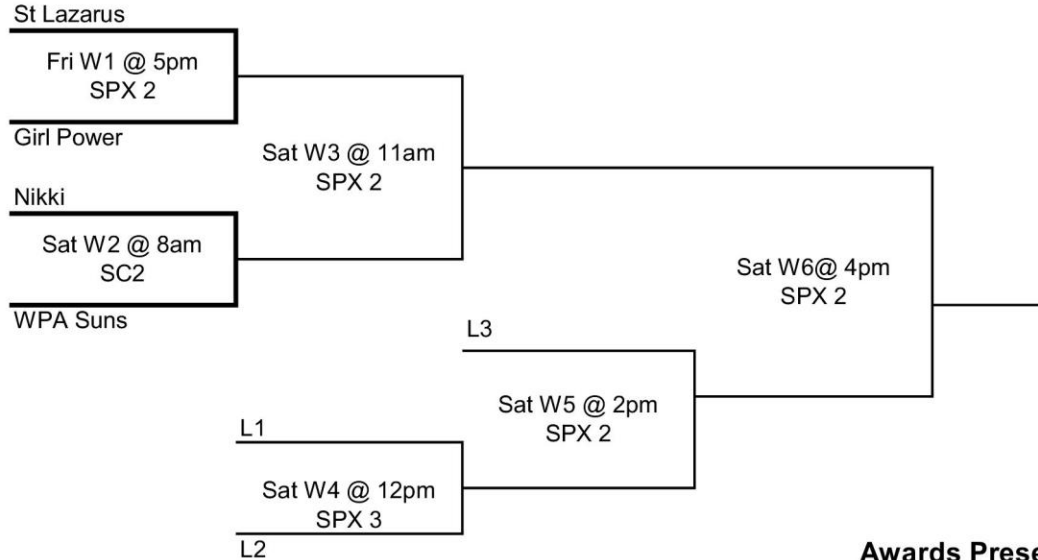 St Lazarus
Fri W1 @ 5pm
SPX 2
Girl Power
Sat W3 @ 11am
SPX 2
Nikki
Sat W2 @ 8am
SC2
WPA Suns
Sat W6@ 4pm
SPX 2
L3
Sat W5 @ 2pm
SPX 2
L1
Sat W4 @ 12pm
SPX 3
L2
Awards